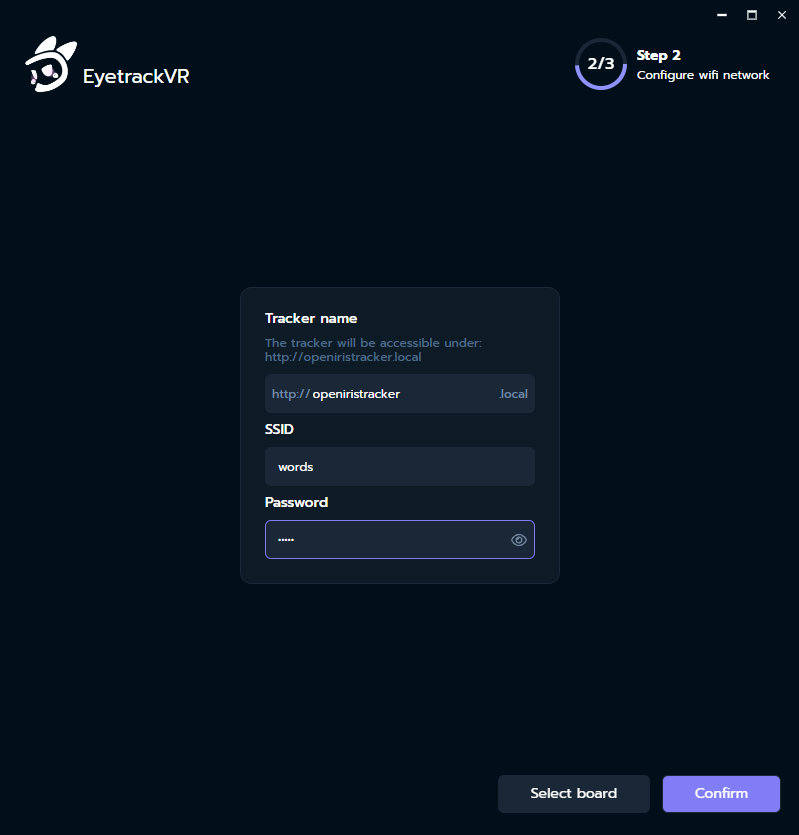 EyetrackVR
2/3
Step 2
Configure wifi network
Tracker name
The tracker will be accessible under:
http://openiristracker.local
http://openiristracker .local
SSID
words
Password
•••••
Select board
Confirm